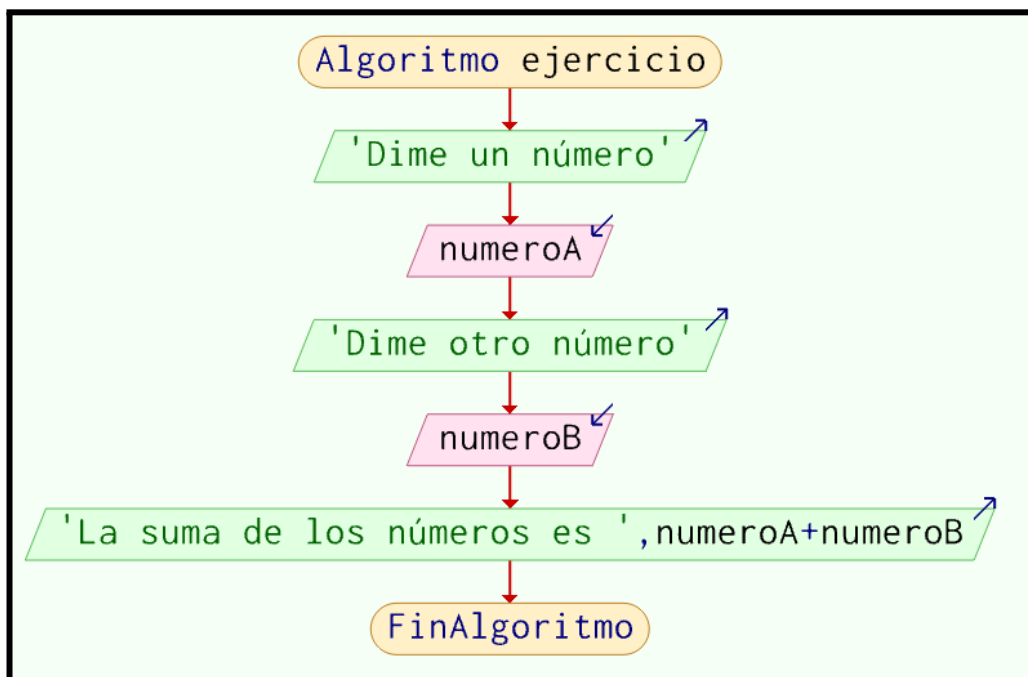 Algoritmo ejercicio
'Dime un número'
numeroA
'Dime otro número'
numeroB
'La suma de los números es ',numeroA+numeroB
FinAlgoritmo